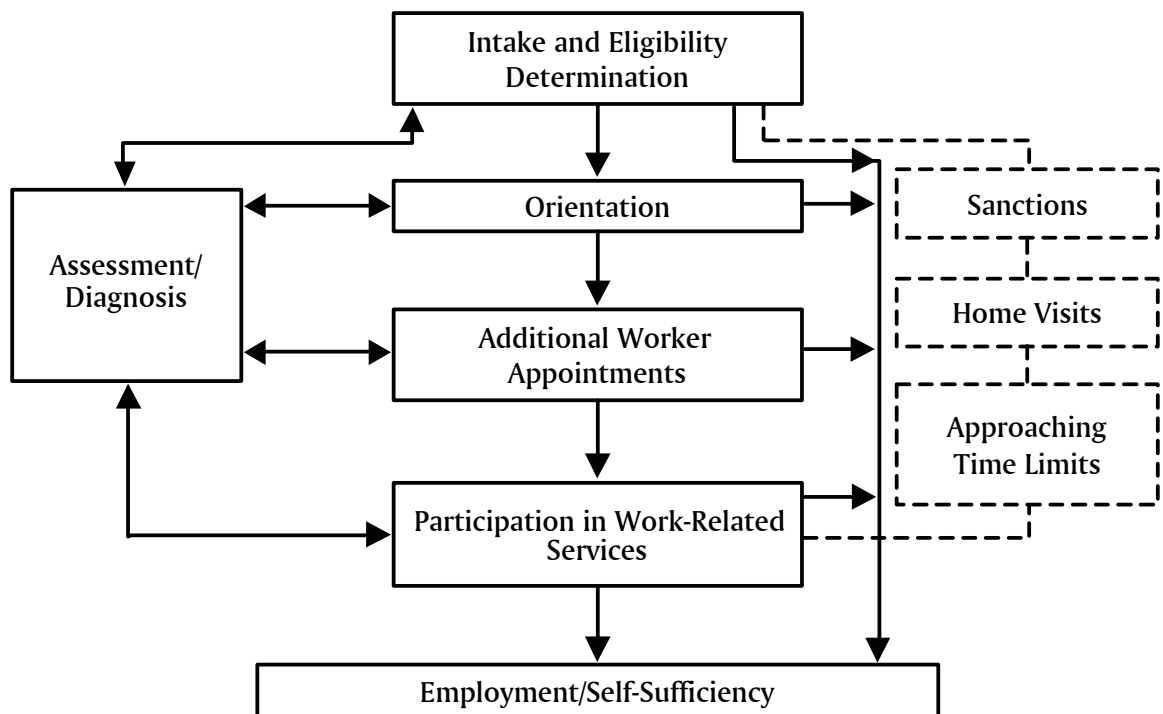 Intake and Eligibility
Determination
Orientation
Sanctions
Assessment/
Diagnosis
Home Visits
Additional Worker
Appointments
Approaching
Time Limits
Participation in Work-Related
Services
Employment/Self-Sufficiency